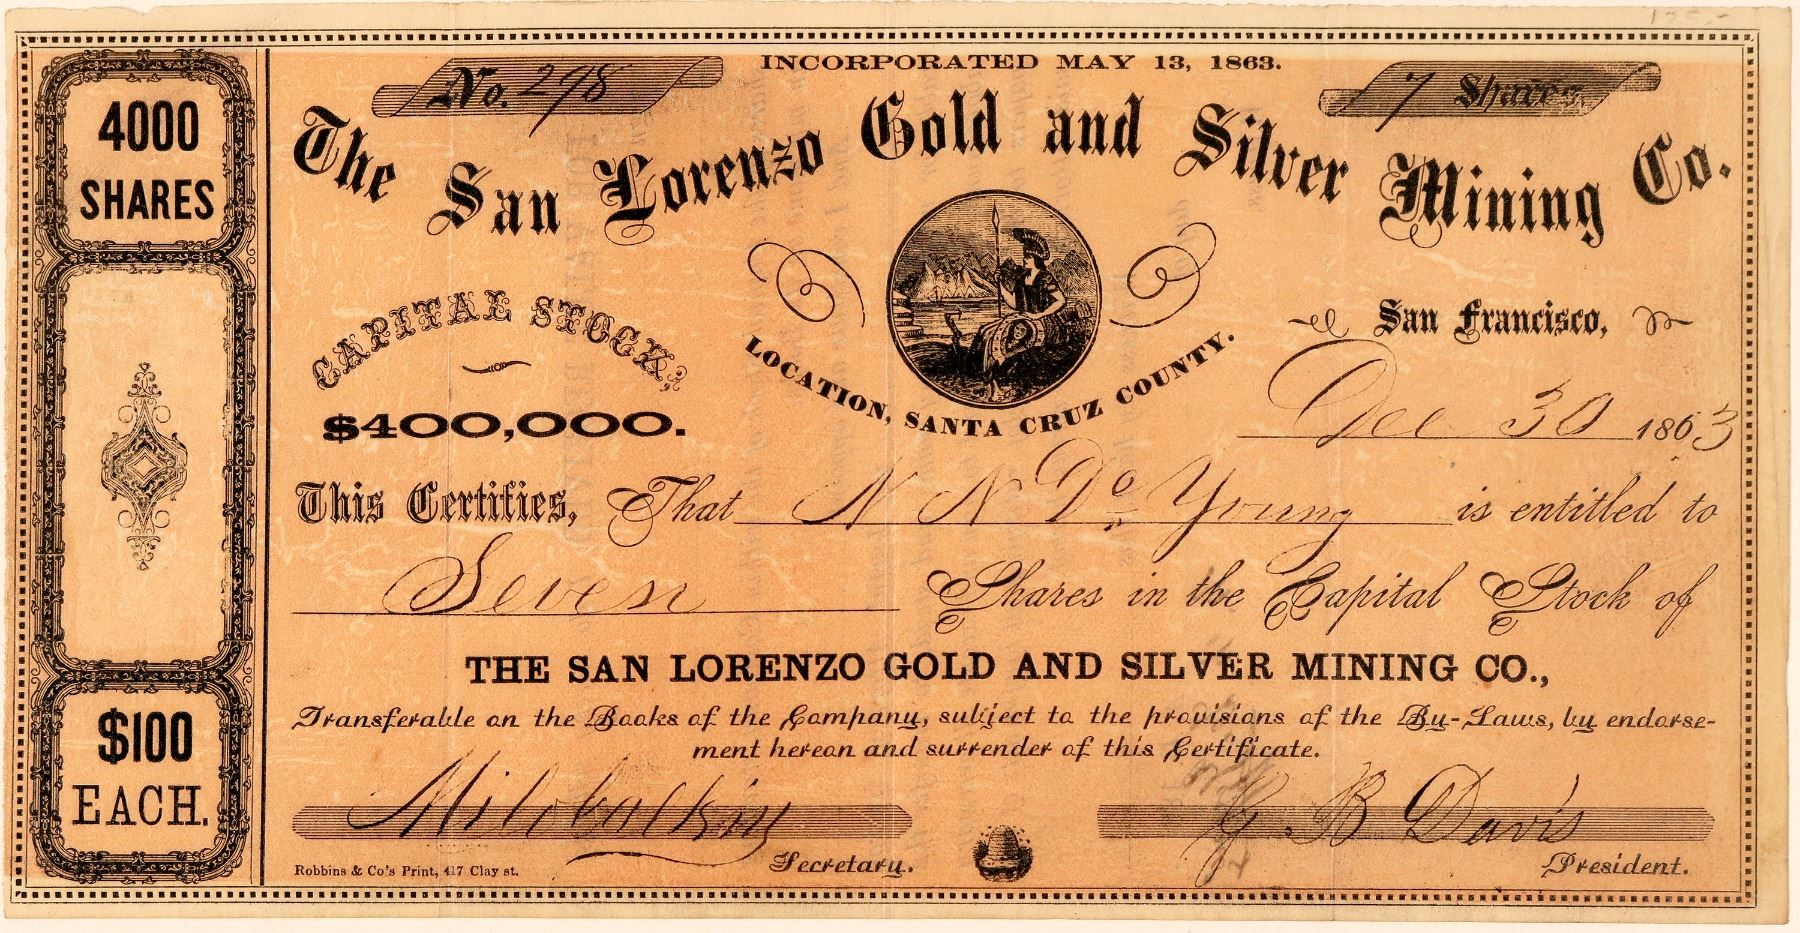 INCORPORATED MAY 13, 1863.
No. 298
7 Shares
The San Lorenzo Gold and Silver Mining Co.
4000
SHARES
CAPITAL STOCK,
$400,000.
LOCATION, SANTA CRUZ COUNTY.
San Francisco,
Dec 30 1863
This Certifies, That N N De Young is entitled to
Seven Shares in the Capital Stock of
THE SAN LORENZO GOLD AND SILVER MINING CO.,
Transferable on the Books of the Company, subject to the provisions of the By-Laws, by endorse-
ment hereon and surrender of this Certificate.
$100
EACH.
G. B Davis
Secretary.
President.
Robbins & Co's Print, 417 Clay st.